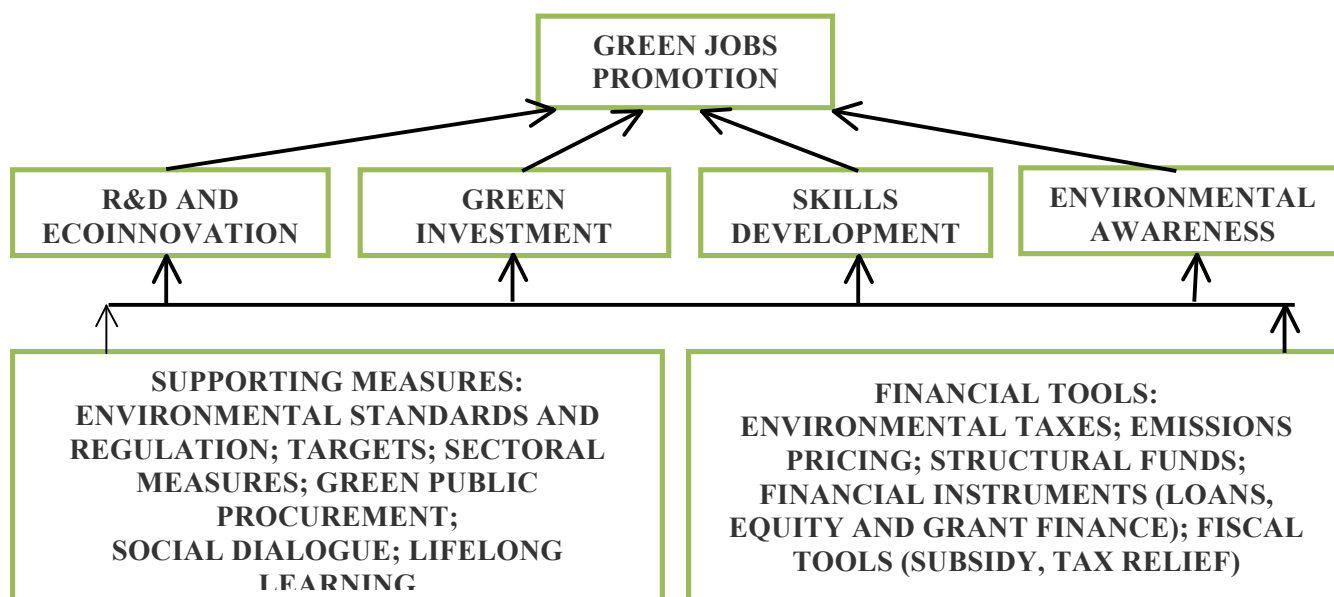 GREEN JOBS
PROMOTION
R&D AND
ECOINNOVATION
GREEN
INVESTMENT
SKILLS
DEVELOPMENT
ENVIRONMENTAL
AWARENESS
SUPPORTING MEASURES:
ENVIRONMENTAL STANDARDS AND
REGULATION; TARGETS; SECTORAL
MEASURES; GREEN PUBLIC
PROCUREMENT;
SOCIAL DIALOGUE; LIFELONG
LEARNING
FINANCIAL TOOLS:
ENVIRONMENTAL TAXES; EMISSIONS
PRICING; STRUCTURAL FUNDS;
FINANCIAL INSTRUMENTS (LOANS,
EQUITY AND GRANT FINANCE); FISCAL
TOOLS (SUBSIDY, TAX RELIEF)